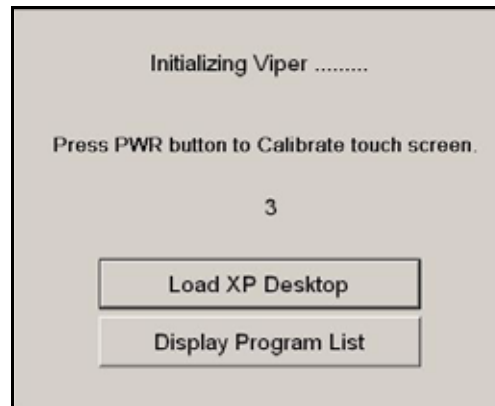 Initializing Viper .........
Press PWR button to Calibrate touch screen.
3
Load XP Desktop
Display Program List